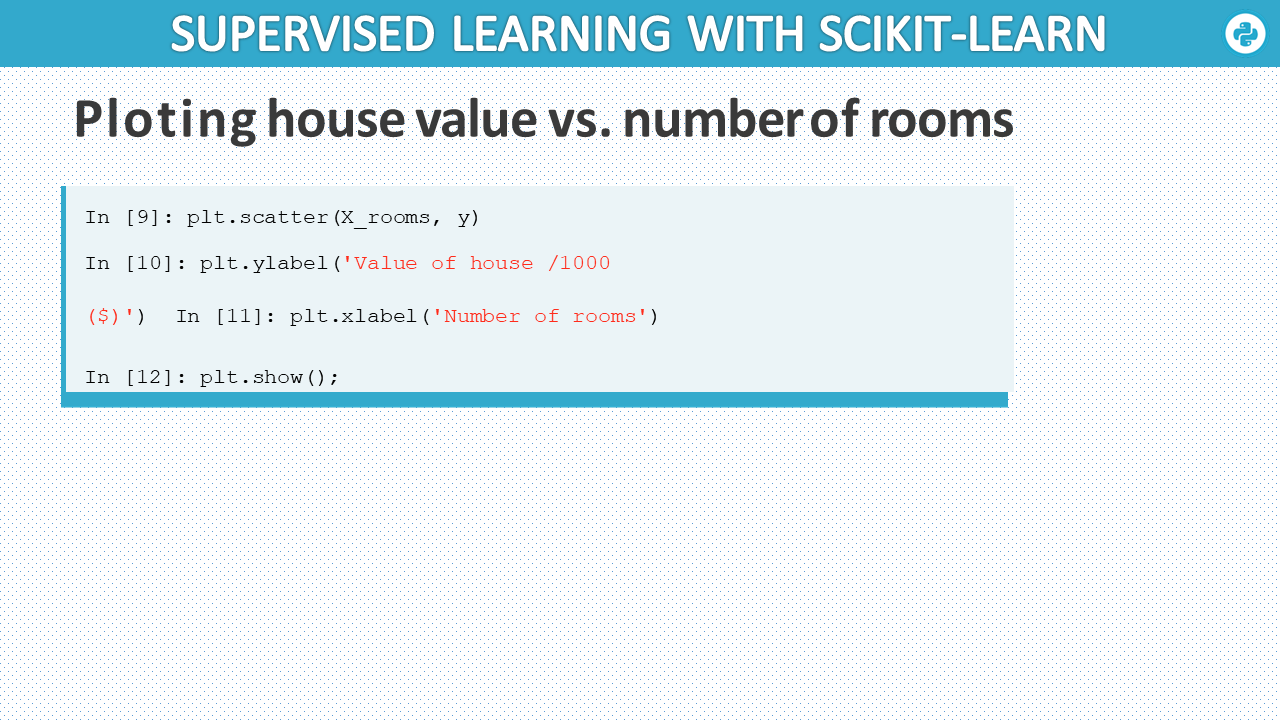 SUPERVISED LEARNING WITH SCIKIT-LEARN
Ploting house value vs. number of rooms
In [9]: plt.scatter(X_rooms, y)
In [10]: plt.ylabel('Value of house /1000
($)') In [11]: plt.xlabel('Number of rooms')
In [12]: plt.show();